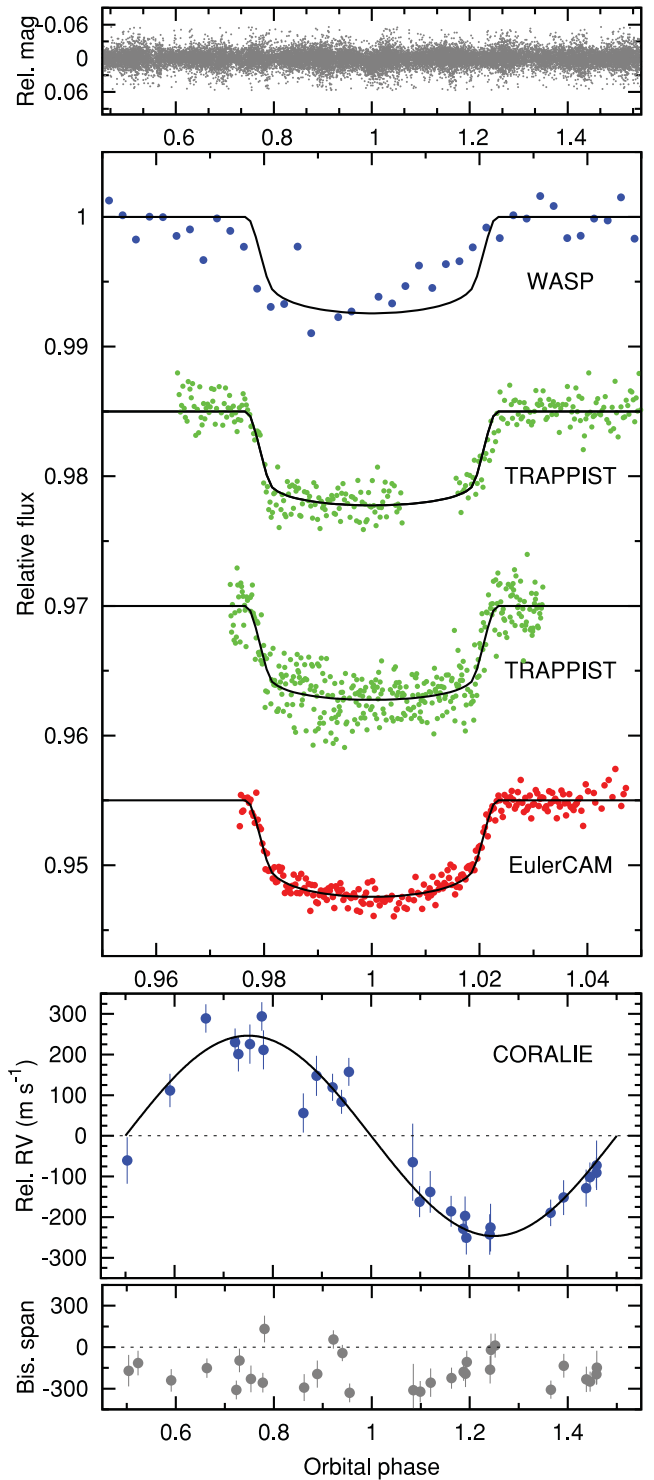 Rel. mag
-0.06
0
0.06
0.6 0.8 1 1.2 1.4
Relative flux
1
0.99
0.98
0.97
0.96
0.95
WASP
TRAPPIST
TRAPPIST
EulerCAM
0.96 0.98 1 1.02 1.04
Rel. RV (m s⁻¹)
300
200
100
0
-100
-200
-300
CORALIE
Bis. span
300
0
-300
0.6 0.8 1 1.2 1.4
Orbital phase